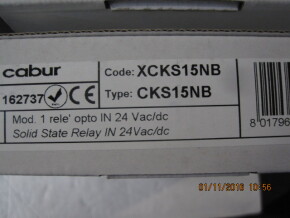 cabur
Code: XCKS15NB
162737 CE
Type: CKS15NB
Mod. 1 rele' opto IN 24 Vac/dc
Solid State Relay IN 24Vac/dc
8 01796
01/11/2016 10:56